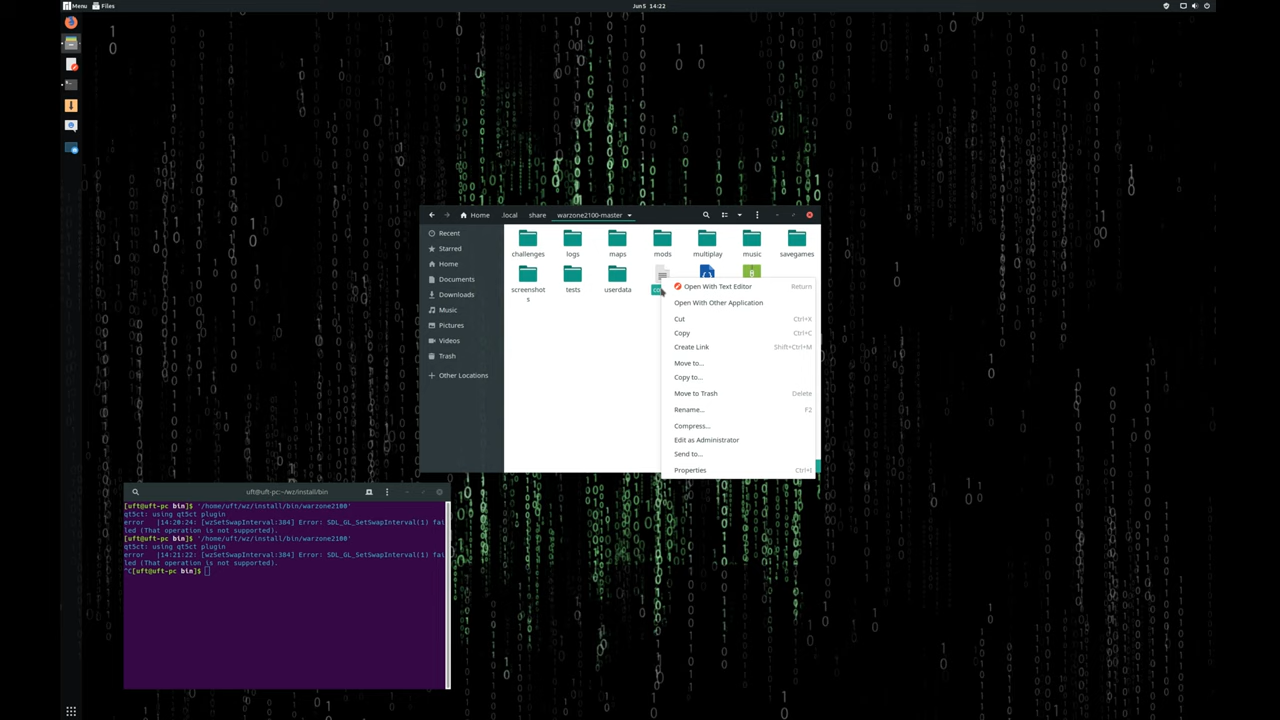 Menu Files
Jun 5 14:22
Home .local share warzone2100-master
Recent
Starred
Home
Documents
Downloads
Music
Pictures
Videos
Trash
Other Locations
challenges logs maps mods multiplay music savegames
screenshot
s
tests userdata
Open With Text Editor Return
Open With Other Application
Cut Ctrl+X
Copy Ctrl+C
Create Link Shift+Ctrl+M
Move to...
Copy to...
Move to Trash Delete
Rename... F2
Compress...
Edit as Administrator
Send to...
Properties Ctrl+I
uft@uft-pc:~/wz/install/bin
[uft@uft-pc bin]$ '/home/uft/wz/install/bin/warzone2100'
qt5ct: using qt5ct plugin
error |14:20:24: [wzSetSwapInterval:384] Error: SDL_GL_SetSwapInterval(1) fai
led (That operation is not supported).
[uft@uft-pc bin]$ '/home/uft/wz/install/bin/warzone2100'
qt5ct: using qt5ct plugin
error |14:21:22: [wzSetSwapInterval:384] Error: SDL_GL_SetSwapInterval(1) fai
led (That operation is not supported).
^C[uft@uft-pc bin]$